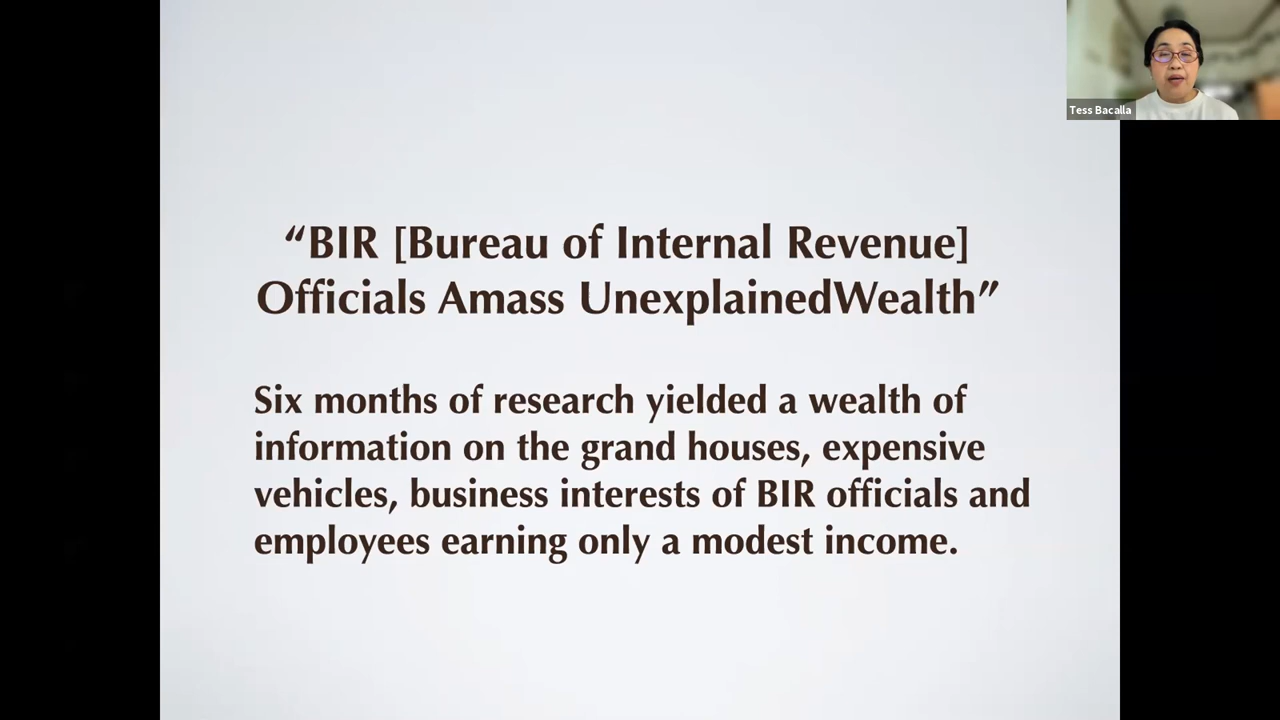 Tess Bacalla
“BIR [Bureau of Internal Revenue]
Officials Amass UnexplainedWealth”
Six months of research yielded a wealth of
information on the grand houses, expensive
vehicles, business interests of BIR officials and
employees earning only a modest income.